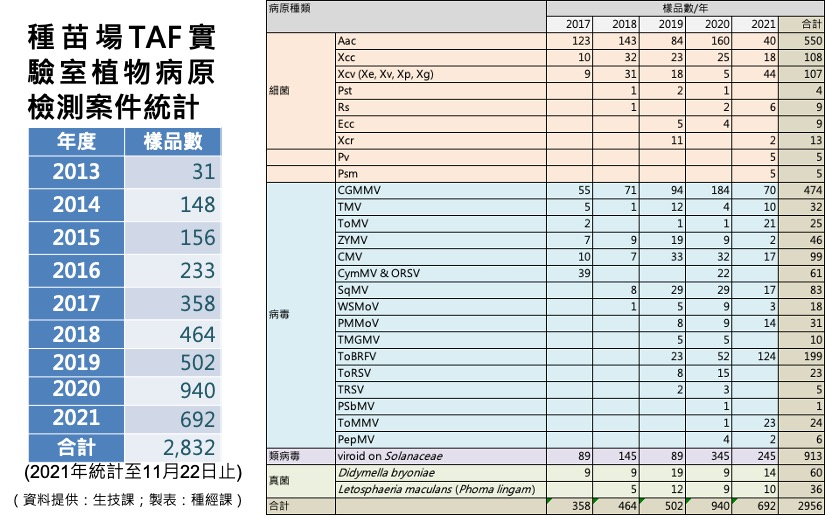 種苗場TAF實
驗室植物病原
檢測案件統計
年度 樣品數
2013 31
2014 148
2015 156
2016 233
2017 358
2018 464
2019 502
2020 940
2021 692
合計 2,832
(2021年統計至11月22日止)
(資料提供：生技課；製表：種經課)
病原種類 樣品數/年
2017 2018 2019 2020 2021 合計
細菌
Aac 123 143 84 160 40 550
Xcc 10 32 23 25 18 108
Xcv (Xe, Xv, Xp, Xg) 9 31 18 5 44 107
Pst 1 2 1 4
Rs 1 2 6 9
Ecc 5 4 9
Xcr 11 2 13
Pv 5 5
Psm 5 5
病毒
CGMMV 55 71 94 184 70 474
TMV 5 1 12 4 10 32
ToMV 2 1 1 21 25
ZYMV 7 9 19 9 2 46
CMV 10 7 33 32 17 99
CymMV & ORSV 39 22 61
SqMV 8 29 29 17 83
WSMoV 1 5 9 3 18
PMMoV 8 9 14 31
TMGMV 5 5 10
ToBRFV 23 52 124 199
ToRSV 8 15 23
TRSV 2 3 5
PSbMV 1 1
ToMMV 1 23 24
PepMV 4 2 6
類病毒 viroid on Solanaceae 89 145 89 345 245 913
真菌
Didymella bryoniae 9 9 19 9 14 60
Letosphaeria maculans (Phoma lingam) 5 12 9 10 36
合計 358 464 502 940 692 2956